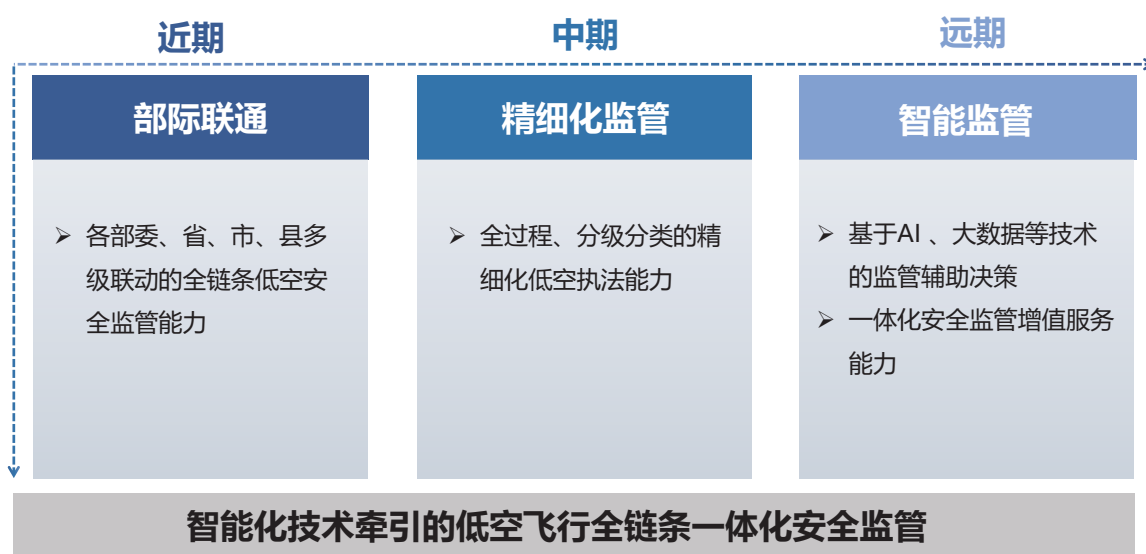 近期
中期
远期
部际联通
精细化监管
智能监管
➢ 各部委、省、市、县多
级联动的全链条低空安
全监管能力
➢ 全过程、分级分类的精
细化低空执法能力
➢ 基于AI 、大数据等技术
的监管辅助决策
➢ 一体化安全监管增值服务
能力
智能化技术牵引的低空飞行全链条一体化安全监管